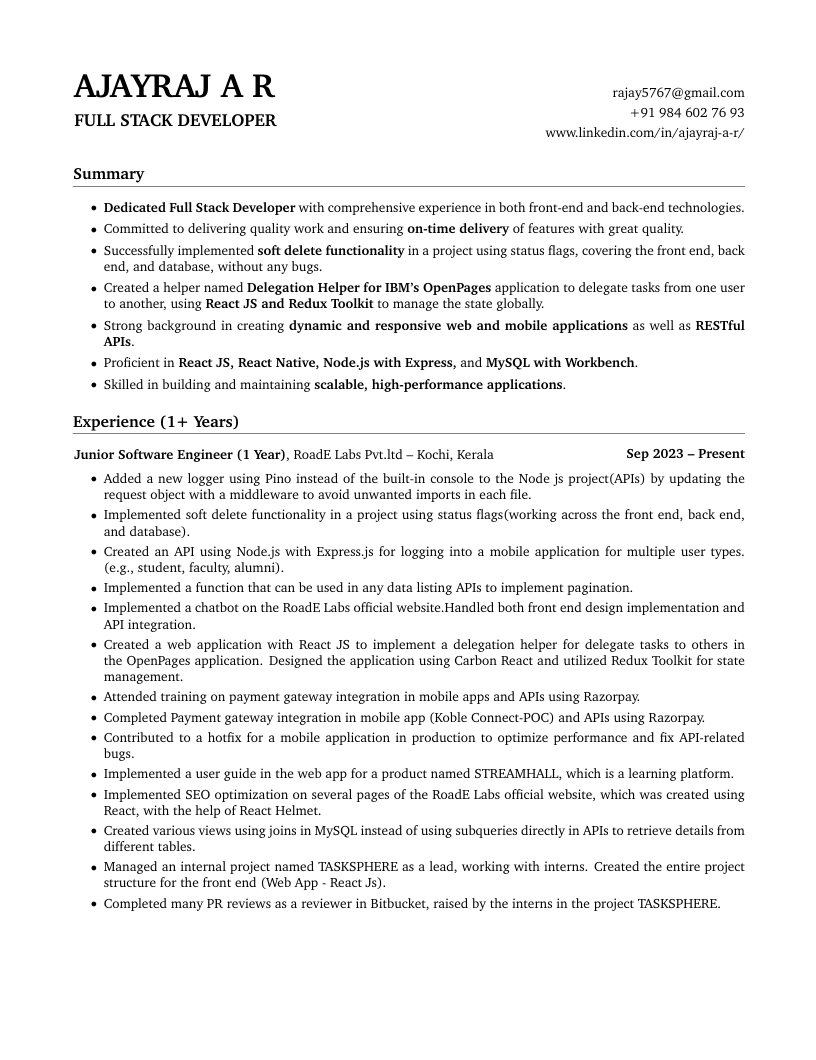 AJAYRAJ A R
FULL STACK DEVELOPER
rajay5767@gmail.com
+91 984 602 76 93
www.linkedin.com/in/ajayraj-a-r/
Summary
• Dedicated Full Stack Developer with comprehensive experience in both front-end and back-end technologies.
• Committed to delivering quality work and ensuring on-time delivery of features with great quality.
• Successfully implemented soft delete functionality in a project using status flags, covering the front end, back
end, and database, without any bugs.
• Created a helper named Delegation Helper for IBM's OpenPages application to delegate tasks from one user
to another, using React JS and Redux Toolkit to manage the state globally.
• Strong background in creating dynamic and responsive web and mobile applications as well as RESTful
APIs.
• Proficient in React JS, React Native, Node.js with Express, and MySQL with Workbench.
• Skilled in building and maintaining scalable, high-performance applications.
Experience (1+ Years)
Junior Software Engineer (1 Year), RoadE Labs Pvt.ltd – Kochi, Kerala Sep 2023 – Present
• Added a new logger using Pino instead of the built-in console to the Node js project(APIs) by updating the
request object with a middleware to avoid unwanted imports in each file.
• Implemented soft delete functionality in a project using status flags(working across the front end, back end,
and database).
• Created an API using Node.js with Express.js for logging into a mobile application for multiple user types.
(e.g., student, faculty, alumni).
• Implemented a function that can be used in any data listing APIs to implement pagination.
• Implemented a chatbot on the RoadE Labs official website.Handled both front end design implementation and
API integration.
• Created a web application with React JS to implement a delegation helper for delegate tasks to others in
the OpenPages application. Designed the application using Carbon React and utilized Redux Toolkit for state
management.
• Attended training on payment gateway integration in mobile apps and APIs using Razorpay.
• Completed Payment gateway integration in mobile app (Koble Connect-POC) and APIs using Razorpay.
• Contributed to a hotfix for a mobile application in production to optimize performance and fix API-related
bugs.
• Implemented a user guide in the web app for a product named STREAMHALL, which is a learning platform.
• Implemented SEO optimization on several pages of the RoadE Labs official website, which was created using
React, with the help of React Helmet.
• Created various views using joins in MySQL instead of using subqueries directly in APIs to retrieve details from
different tables.
• Managed an internal project named TASKSPHERE as a lead, working with interns. Created the entire project
structure for the front end (Web App - React Js).
• Completed many PR reviews as a reviewer in Bitbucket, raised by the interns in the project TASKSPHERE.